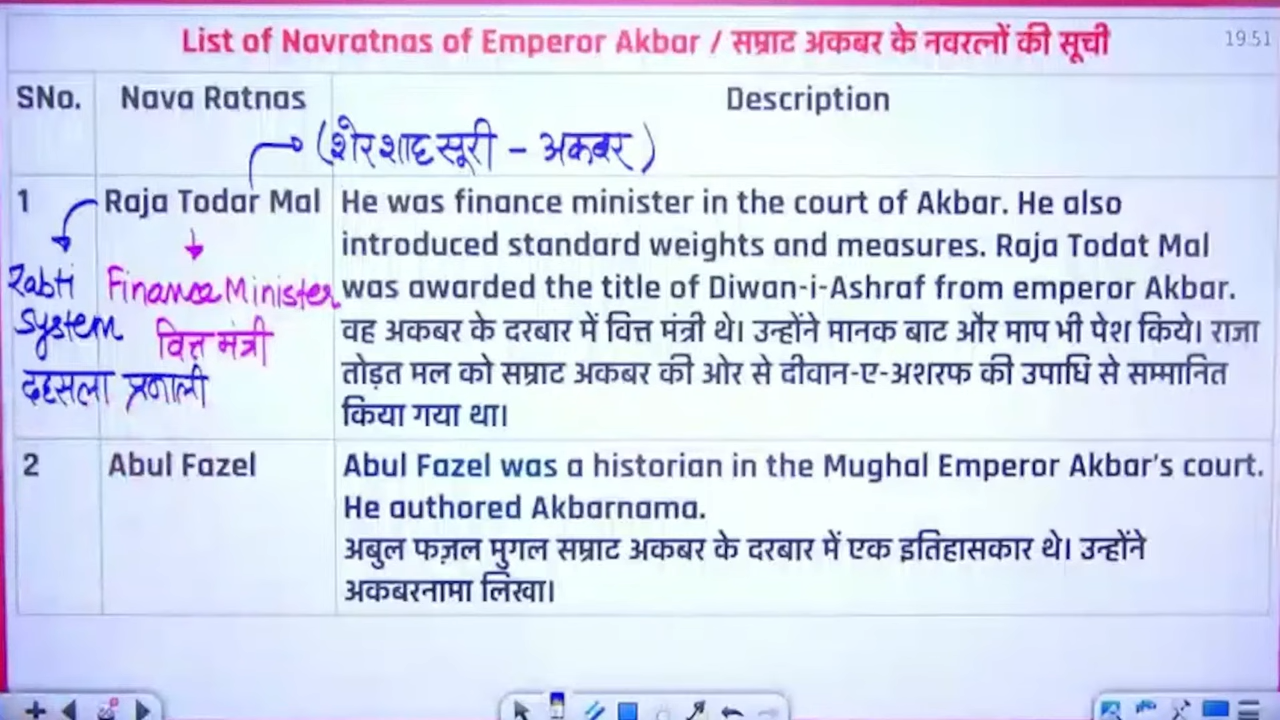 List of Navratnas of Emperor Akbar / सम्राट अकबर के नवरत्नों की सूची
19:51
SNo.
Nava Ratnas
Description
(शेरशाह सूरी - अकबर)
1
Raja Todar Mal
He was finance minister in the court of Akbar. He also
introduced standard weights and measures. Raja Todat Mal
was awarded the title of Diwan-i-Ashraf from emperor Akbar.
वह अकबर के दरबार में वित्त मंत्री थे। उन्होंने मानक बाट और माप भी पेश किये। राजा
तोड़त मल को सम्राट अकबर की ओर से दीवान-ए-अशरफ की उपाधि से सम्मानित
किया गया था।
Zabti
system
दहसाला प्रणाली
Finance Minister
वित्त मंत्री
2
Abul Fazel
Abul Fazel was a historian in the Mughal Emperor Akbar's court.
He authored Akbarnama.
अबुल फज़ल मुगल सम्राट अकबर के दरबार में एक इतिहासकार थे। उन्होंने
अकबरनामा लिखा।